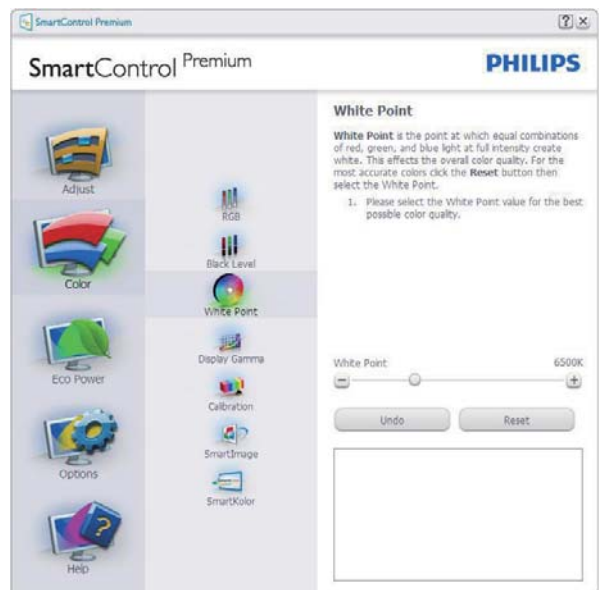 SmartControl Premium
SmartControl Premium
PHILIPS
Adjust
Color
Eco Power
Options
Help
RGB
Black Level
White Point
Display Gamma
Calibration
SmartImage
SmartKolor
White Point
White Point is the point at which equal combinations
of red, green, and blue light at full intensity create
white. This effects the overall color quality. For the
most accurate colors click the Reset button then
select the White Point.
1. Please select the White Point value for the best
possible color quality.
White Point 6500K
Undo Reset